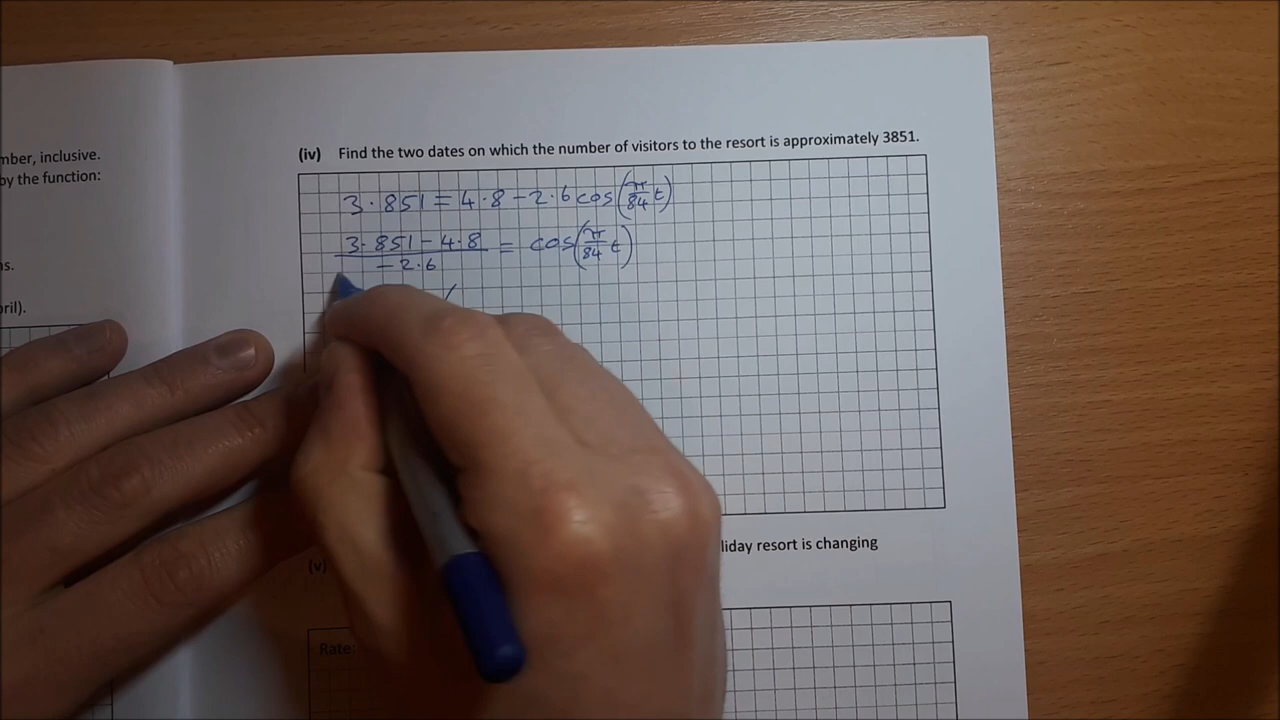 mber, inclusive.
by the function:
s.
ril).
(iv) Find the two dates on which the number of visitors to the resort is approximately 3851.
3·851 = 4·8 − 2·6 cos(π/84 t)
3·851 − 4·8 / −2·6 = cos(π/84 t)
(v) liday resort is changing
Rate: